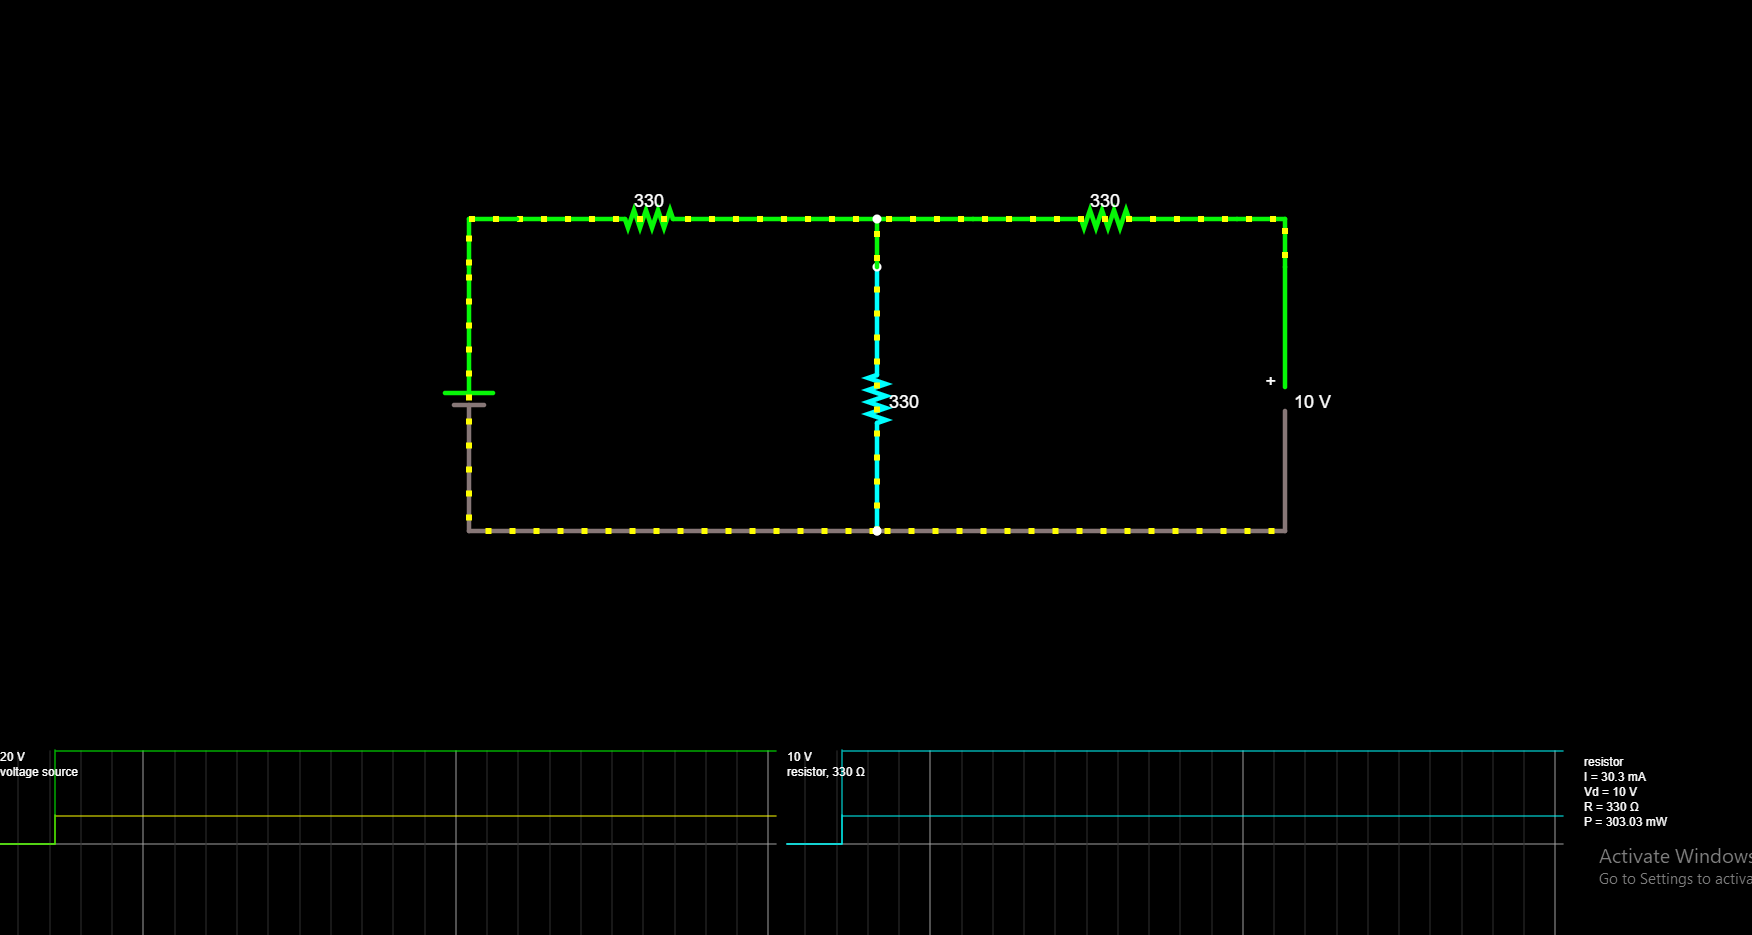 330
330
330
+
10 V
20 V
voltage source
10 V
resistor, 330 Ω
resistor
I = 30.3 mA
Vd = 10 V
R = 330 Ω
P = 303.03 mW
Activate Windows
Go to Settings to activa